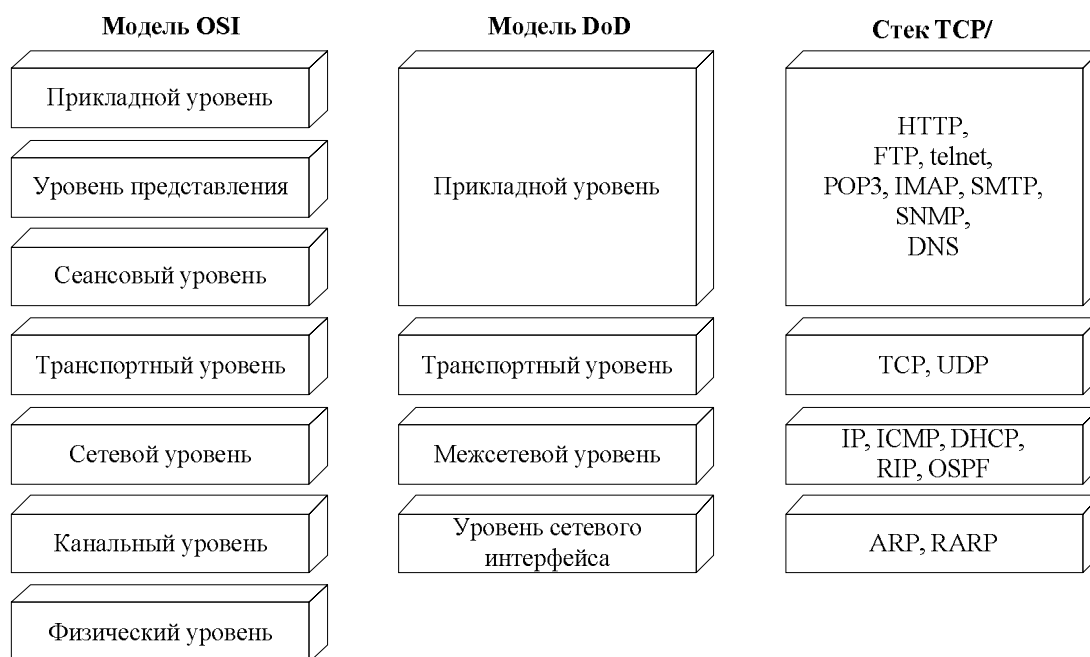 Модель OSI
Прикладной уровень
Уровень представления
Сеансовый уровень
Транспортный уровень
Сетевой уровень
Канальный уровень
Физический уровень
Модель DoD
Прикладной уровень
Транспортный уровень
Межсетевой уровень
Уровень сетевого
интерфейса
Стек TCP/
HTTP,
FTP, telnet,
POP3, IMAP, SMTP,
SNMP,
DNS
TCP, UDP
IP, ICMP, DHCP,
RIP, OSPF
ARP, RARP